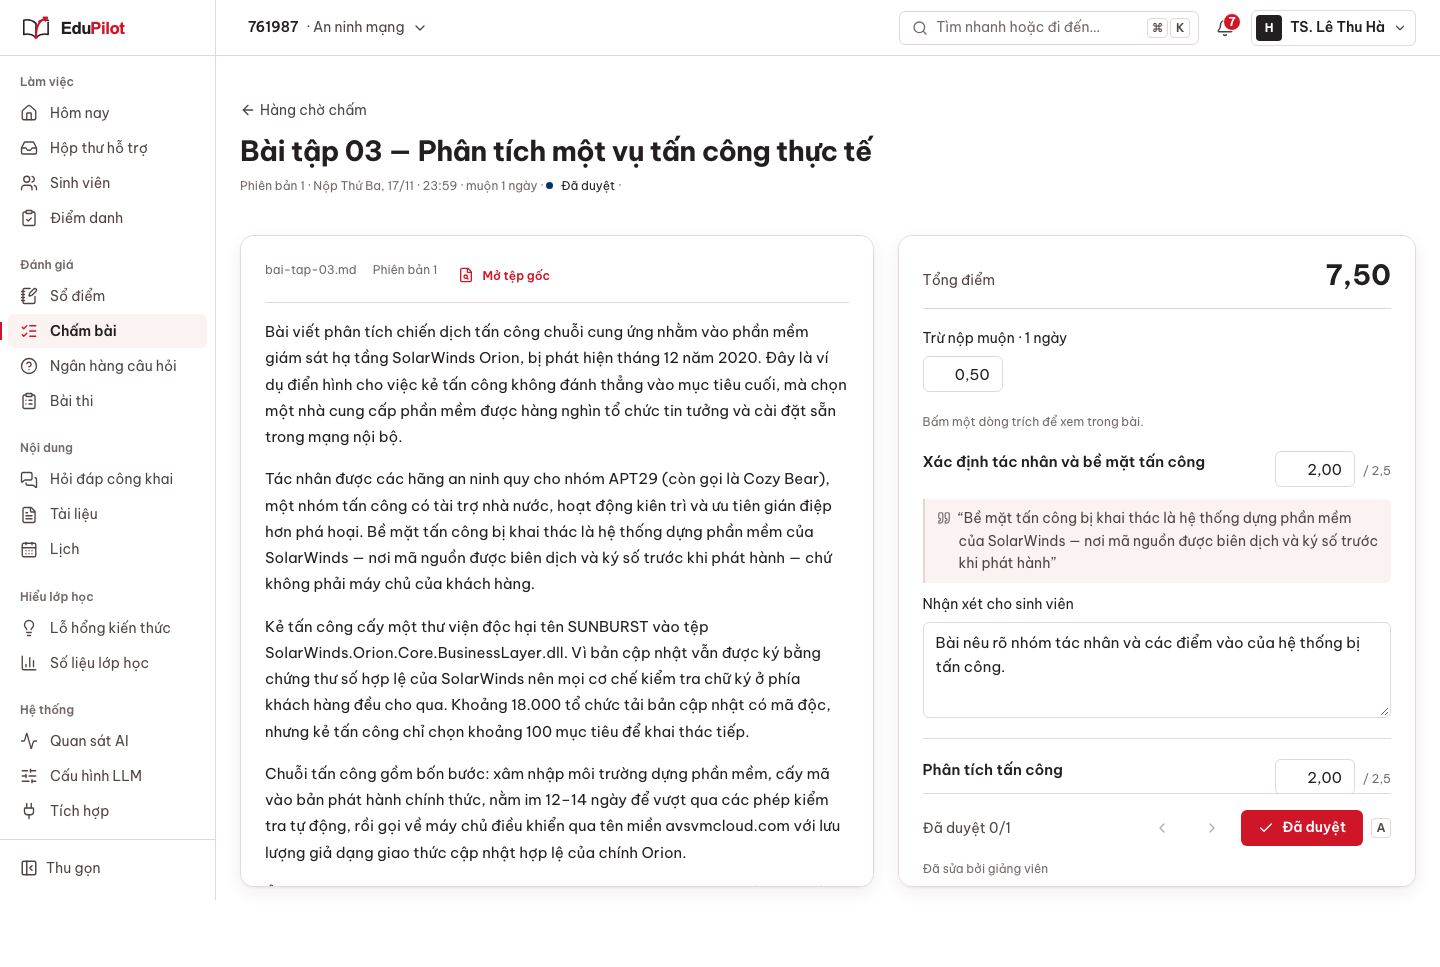 EduPilot
761987 · An ninh mạng
Tìm nhanh hoặc đi đến...
⌘ K
7
H
TS. Lê Thu Hà
Làm việc
Hôm nay
Hộp thư hỗ trợ
Sinh viên
Điểm danh
Đánh giá
Sổ điểm
Chấm bài
Ngân hàng câu hỏi
Bài thi
Nội dung
Hỏi đáp công khai
Tài liệu
Lịch
Hiểu lớp học
Lỗ hổng kiến thức
Số liệu lớp học
Hệ thống
Quan sát AI
Cấu hình LLM
Tích hợp
Thu gọn
Hàng chờ chấm
Bài tập 03 — Phân tích một vụ tấn công thực tế
Phiên bản 1 · Nộp Thứ Ba, 17/11 · 23:59 · muộn 1 ngày · Đã duyệt ·
bai-tap-03.md Phiên bản 1 Mở tệp gốc
Bài viết phân tích chiến dịch tấn công chuỗi cung ứng nhằm vào phần mềm
giám sát hạ tầng SolarWinds Orion, bị phát hiện tháng 12 năm 2020. Đây là ví
dụ điển hình cho việc kẻ tấn công không đánh thẳng vào mục tiêu cuối, mà chọn
một nhà cung cấp phần mềm được hàng nghìn tổ chức tin tưởng và cài đặt sẵn
trong mạng nội bộ.
Tác nhân được các hãng an ninh quy cho nhóm APT29 (còn gọi là Cozy Bear),
một nhóm tấn công có tài trợ nhà nước, hoạt động kiên trì và ưu tiên gián điệp
hơn phá hoại. Bề mặt tấn công bị khai thác là hệ thống dựng phần mềm của
SolarWinds — nơi mã nguồn được biên dịch và ký số trước khi phát hành — chứ
không phải máy chủ của khách hàng.
Kẻ tấn công cấy một thư viện độc hại tên SUNBURST vào tệp
SolarWinds.Orion.Core.BusinessLayer.dll. Vì bản cập nhật vẫn được ký bằng
chứng thư số hợp lệ của SolarWinds nên mọi cơ chế kiểm tra chữ ký ở phía
khách hàng đều cho qua. Khoảng 18.000 tổ chức tải bản cập nhật có mã độc,
nhưng kẻ tấn công chỉ chọn khoảng 100 mục tiêu để khai thác tiếp.
Chuỗi tấn công gồm bốn bước: xâm nhập môi trường dựng phần mềm, cấy mã
vào bản phát hành chính thức, nằm im 12–14 ngày để vượt qua các phép kiểm
tra tự động, rồi gọi về máy chủ điều khiển qua tên miền avsvmcloud.com với lưu
lượng giả dạng giao thức cập nhật hợp lệ của chính Orion.
Tổng điểm 7,50
Trừ nộp muộn · 1 ngày
0,50
Bấm một dòng trích để xem trong bài.
Xác định tác nhân và bề mặt tấn công 2,00 / 2,5
“Bề mặt tấn công bị khai thác là hệ thống dựng phần mềm
của SolarWinds — nơi mã nguồn được biên dịch và ký số trước
khi phát hành”
Nhận xét cho sinh viên
Bài nêu rõ nhóm tác nhân và các điểm vào của hệ thống bị
tấn công.
Phân tích tấn công 2,00 / 2,5
Đã duyệt 0/1 Đã duyệt A
Đã sửa bởi giảng viên